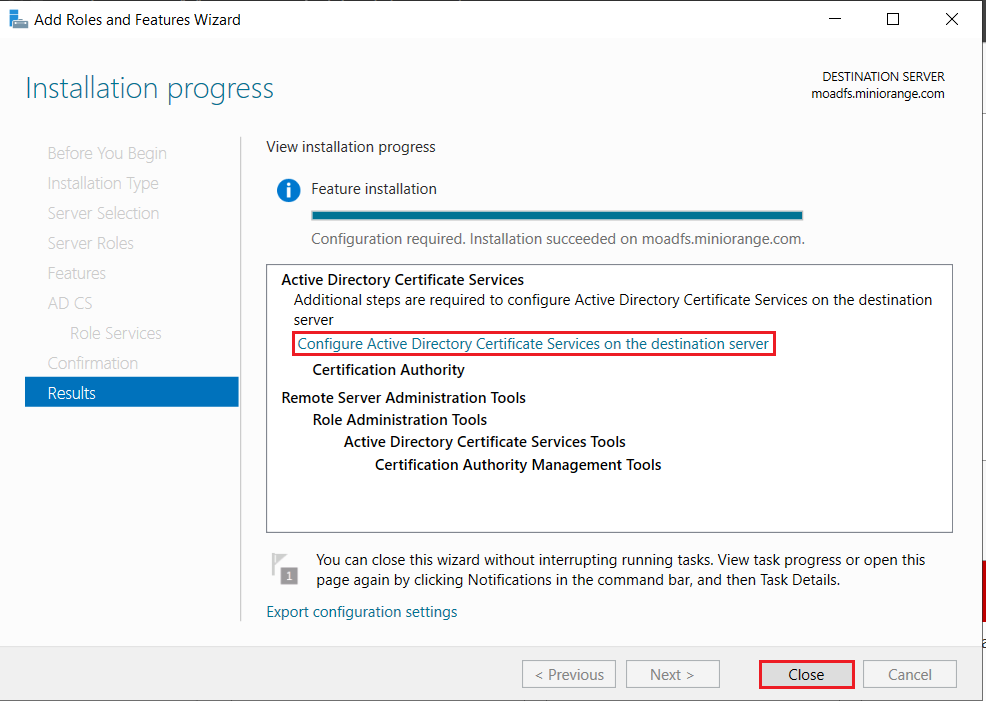 Add Roles and Features Wizard
Installation progress
DESTINATION SERVER
moadfs.miniorange.com
Before You Begin
Installation Type
Server Selection
Server Roles
Features
AD CS
Role Services
Confirmation
Results
View installation progress
Feature installation
Configuration required. Installation succeeded on moadfs.miniorange.com.
Active Directory Certificate Services
Additional steps are required to configure Active Directory Certificate Services on the destination
server
Configure Active Directory Certificate Services on the destination server
Certification Authority
Remote Server Administration Tools
Role Administration Tools
Active Directory Certificate Services Tools
Certification Authority Management Tools
1
You can close this wizard without interrupting running tasks. View task progress or open this
page again by clicking Notifications in the command bar, and then Task Details.
Export configuration settings
< Previous
Next >
Close
Cancel